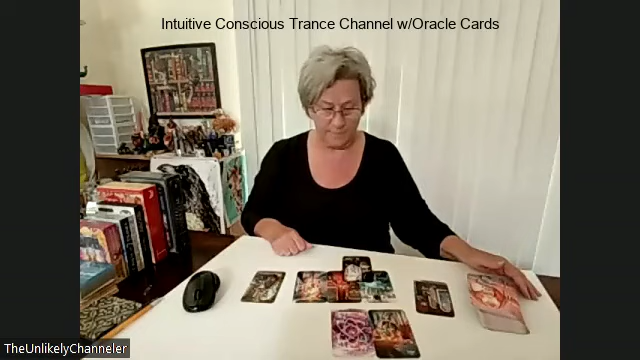 Intuitive Conscious Trance Channel w/Oracle Cards
TheUnlikelyChanneler